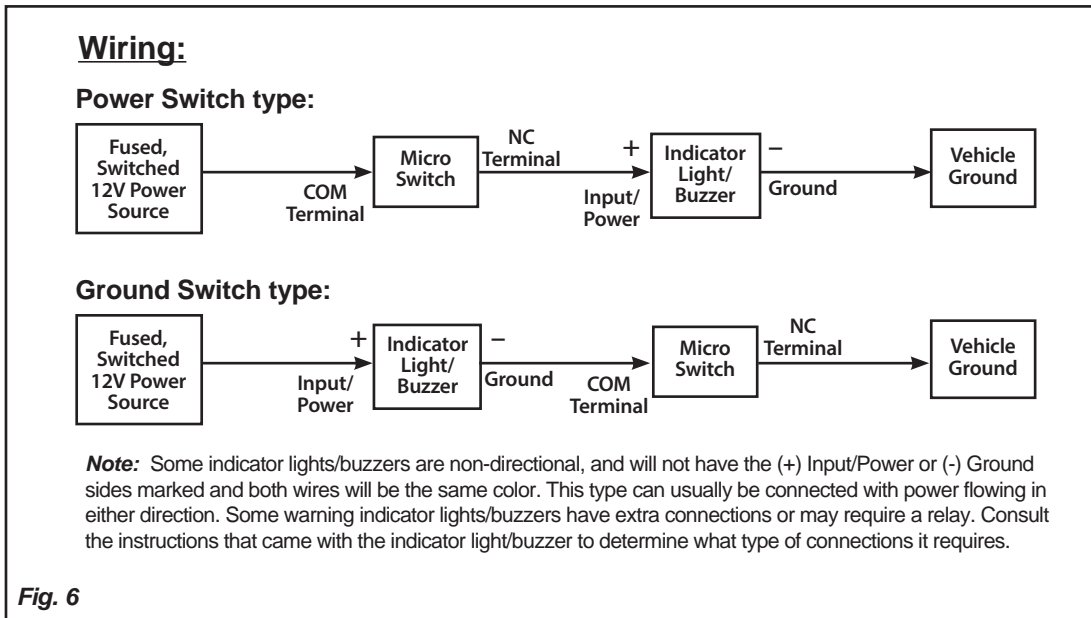 Wiring:
Power Switch type:
Fused,
Switched
12V Power
Source
COM
Terminal
Micro
Switch
NC
Terminal
+
Input/
Power
Indicator
Light/
Buzzer
–
Ground
Vehicle
Ground
Ground Switch type:
Fused,
Switched
12V Power
Source
+
Input/
Power
Indicator
Light/
Buzzer
–
Ground
COM
Terminal
Micro
Switch
NC
Terminal
Vehicle
Ground
Note: Some indicator lights/buzzers are non-directional, and will not have the (+) Input/Power or (-) Ground
sides marked and both wires will be the same color. This type can usually be connected with power flowing in
either direction. Some warning indicator lights/buzzers have extra connections or may require a relay. Consult
the instructions that came with the indicator light/buzzer to determine what type of connections it requires.
Fig. 6